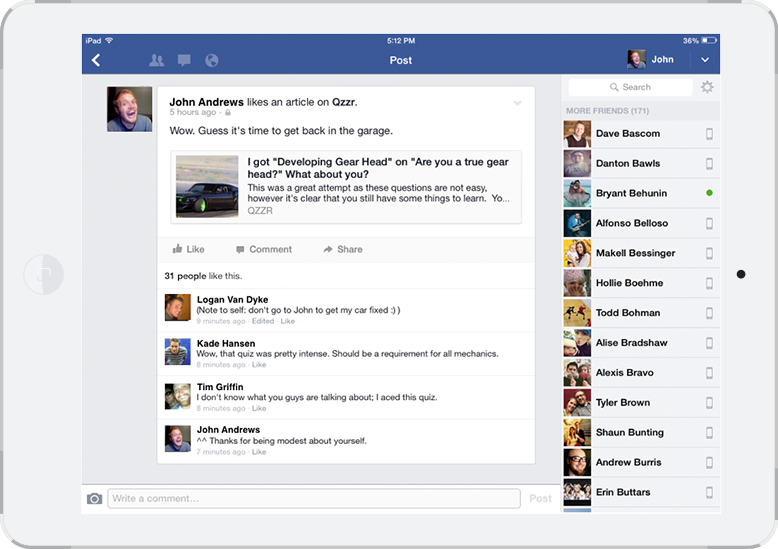 iPad 5:12 PM 36%
Post John
John Andrews likes an article on Qzzr.
5 hours ago ·
Wow. Guess it's time to get back in the garage.
I got "Developing Gear Head" on "Are you a true gear
head?" What about you?
This was a great attempt as these questions are not easy,
however it's clear that you still have some things to learn. Yo...
QZZR
Like Comment Share
31 people like this.
Logan Van Dyke
(Note to self: don't go to John to get my car fixed :) )
9 minutes ago · Edited · Like
Kade Hansen
Wow, that quiz was pretty intense. Should be a requirement for all mechanics.
8 minutes ago · Like
Tim Griffin
I don't know what you guys are talking about; I aced this quiz.
8 minutes ago · Like
John Andrews
^^ Thanks for being modest about yourself.
7 minutes ago · Like
Write a comment... Post
Search
MORE FRIENDS (171)
Dave Bascom
Danton Bawls
Bryant Behunin
Alfonso Belloso
Makell Bessinger
Hollie Boehme
Todd Bohman
Alise Bradshaw
Alexis Bravo
Tyler Brown
Shaun Bunting
Andrew Burris
Erin Buttars